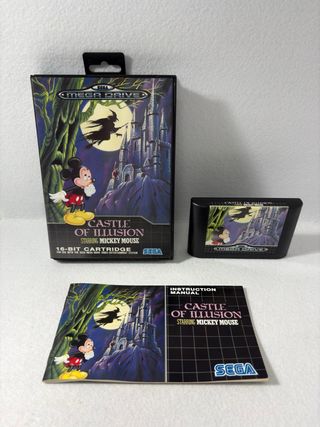 SEGA
MEGA DRIVE
CASTLE
OF ILLUSION
STARRING MICKEY MOUSE
16-BIT CARTRIDGE
SEGA
CASTLE OF ILLUSION
MEGA DRIVE
INSTRUCTION
MANUAL
CASTLE
OF ILLUSION
STARRING MICKEY MOUSE
SEGA